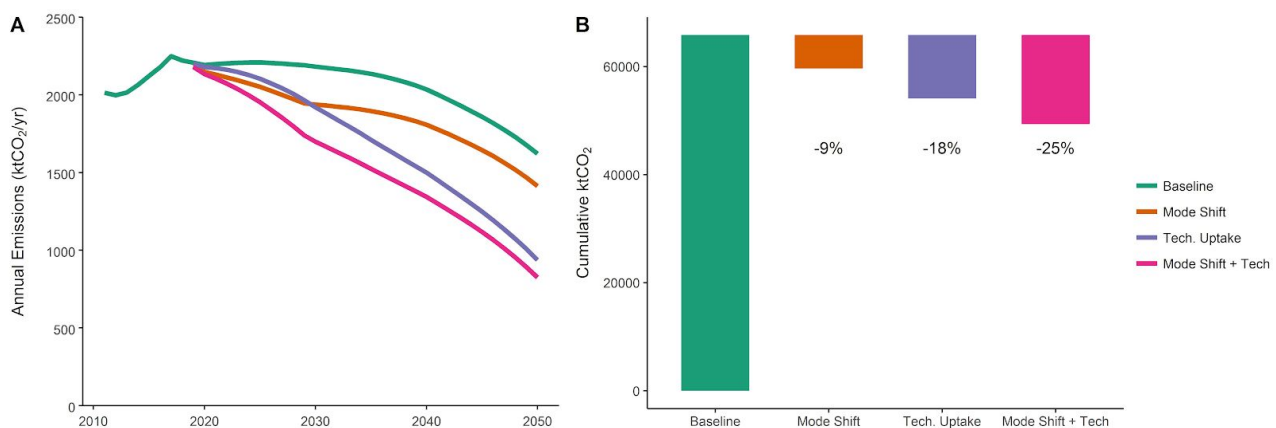 A
Annual Emissions (ktCO₂/yr)
2500
2000
1500
1000
500
0
2010
2020
2030
2040
2050
B
Cumulative ktCO₂
60000
40000
20000
0
-9%
-18%
-25%
Baseline
Mode Shift
Tech. Uptake
Mode Shift + Tech
Baseline
Mode Shift
Tech. Uptake
Mode Shift + Tech